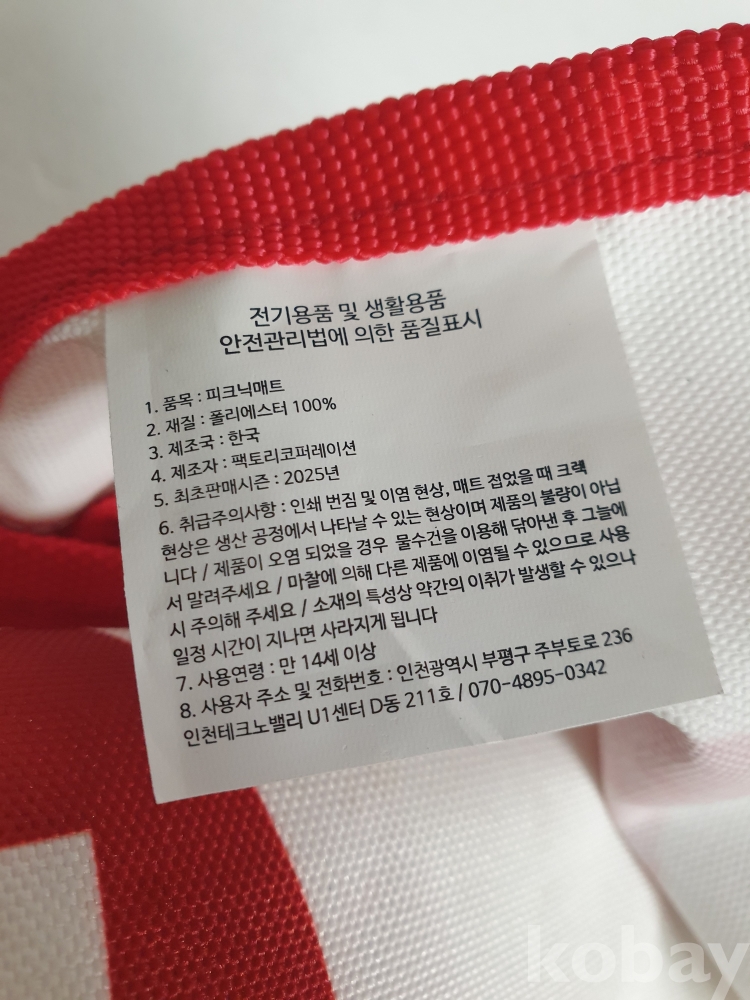 전기용품 및 생활용품
안전관리법에 의한 품질표시
1. 품목 : 피크닉매트
2. 재질 : 폴리에스터 100%
3. 제조국 : 한국
4. 제조자 : 팩토리코퍼레이션
5. 최초판매시즌 : 2025년
6. 취급주의사항 : 인쇄 번짐 및 이염 현상, 매트 접었을 때 크랙
현상은 생산 공정에서 나타날 수 있는 현상이며 제품의 불량이 아닙
니다 / 제품이 오염 되었을 경우 물수건을 이용해 닦아낸 후 그늘에
서 말려주세요 / 마찰에 의해 다른 제품에 이염될 수 있으므로 사용
시 주의해 주세요 / 소재의 특성상 약간의 이취가 발생할 수 있으나
일정 시간이 지나면 사라지게 됩니다
7. 사용연령 : 만 14세 이상
8. 사용자 주소 및 전화번호 : 인천광역시 부평구 주부토로 236
인천테크노밸리 U1센터 D동 211호 / 070-4895-0342
kobay